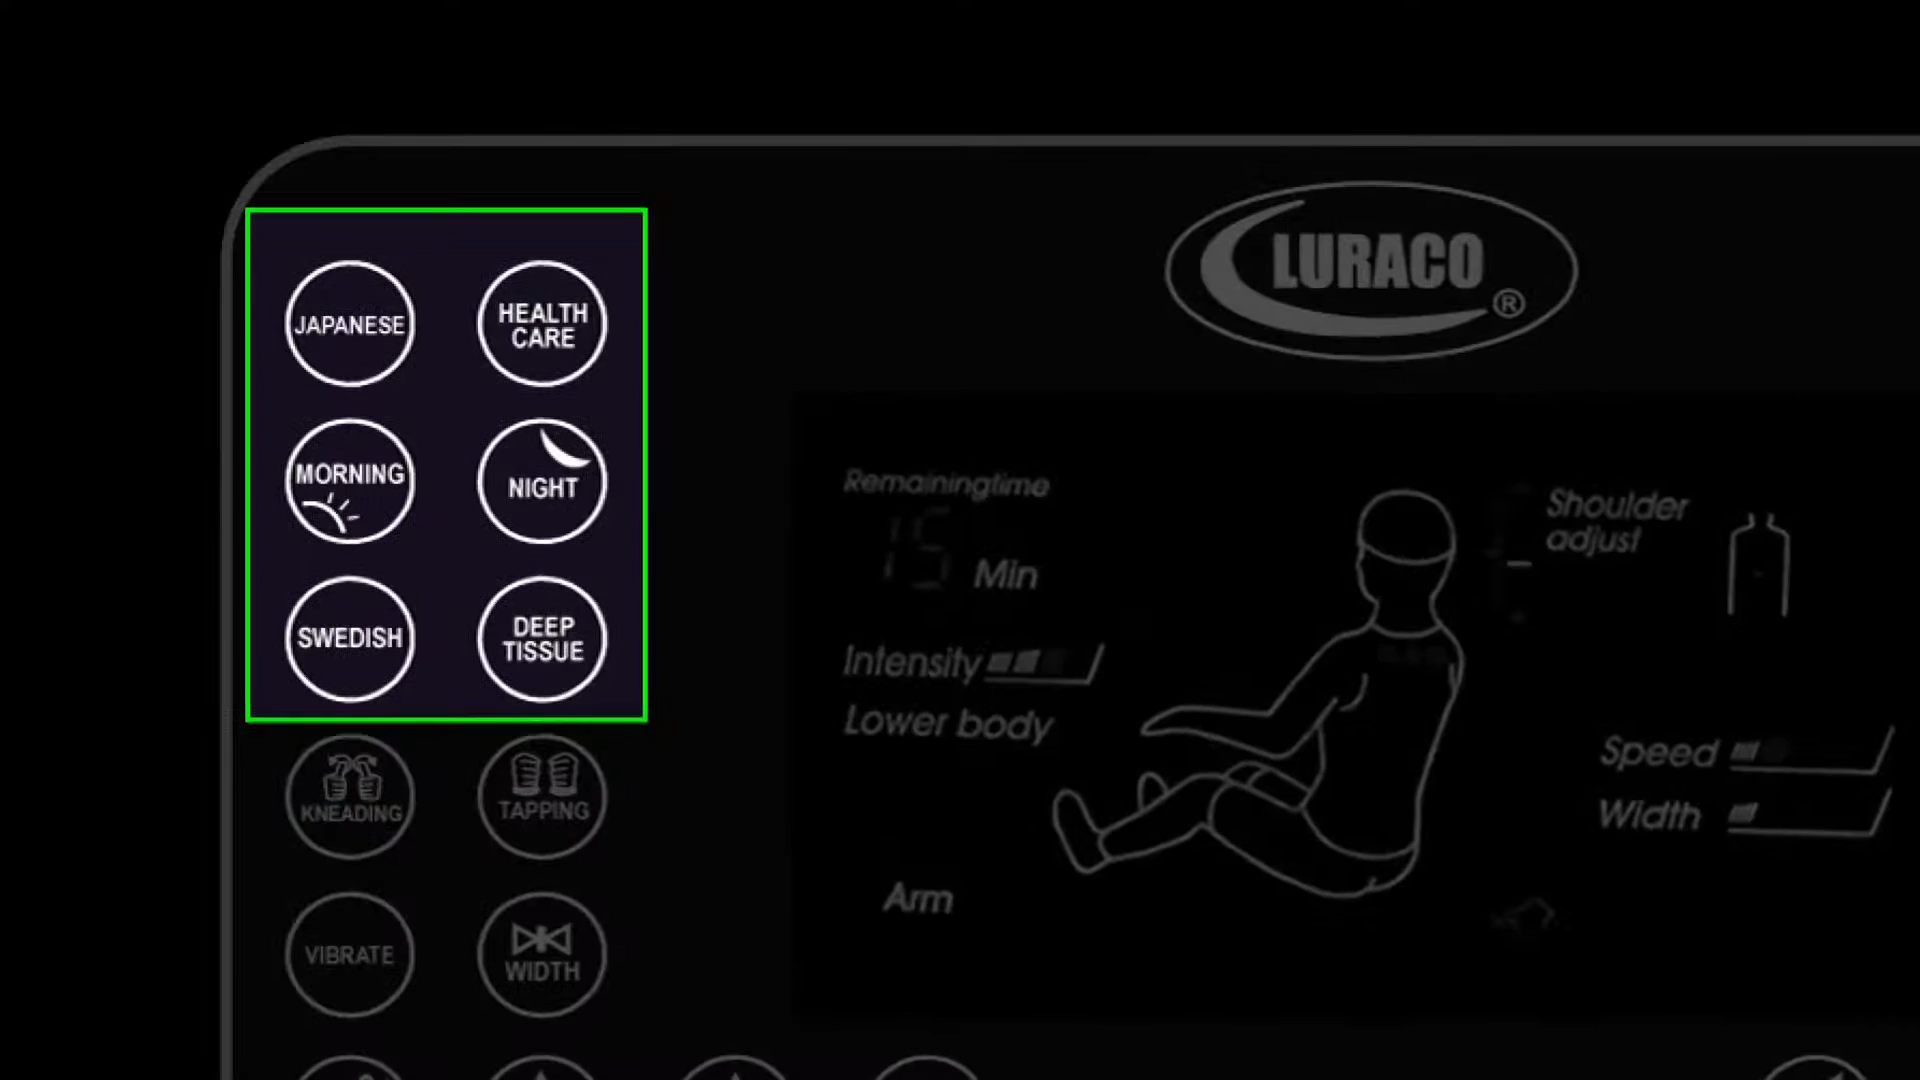 LURACO®
JAPANESE
HEALTH
CARE
MORNING
NIGHT
SWEDISH
DEEP
TISSUE
KNEADING
TAPPING
VIBRATE
WIDTH
Remainingtime
15 Min
Intensity
Lower body
Arm
Shoulder
adjust
Speed
Width